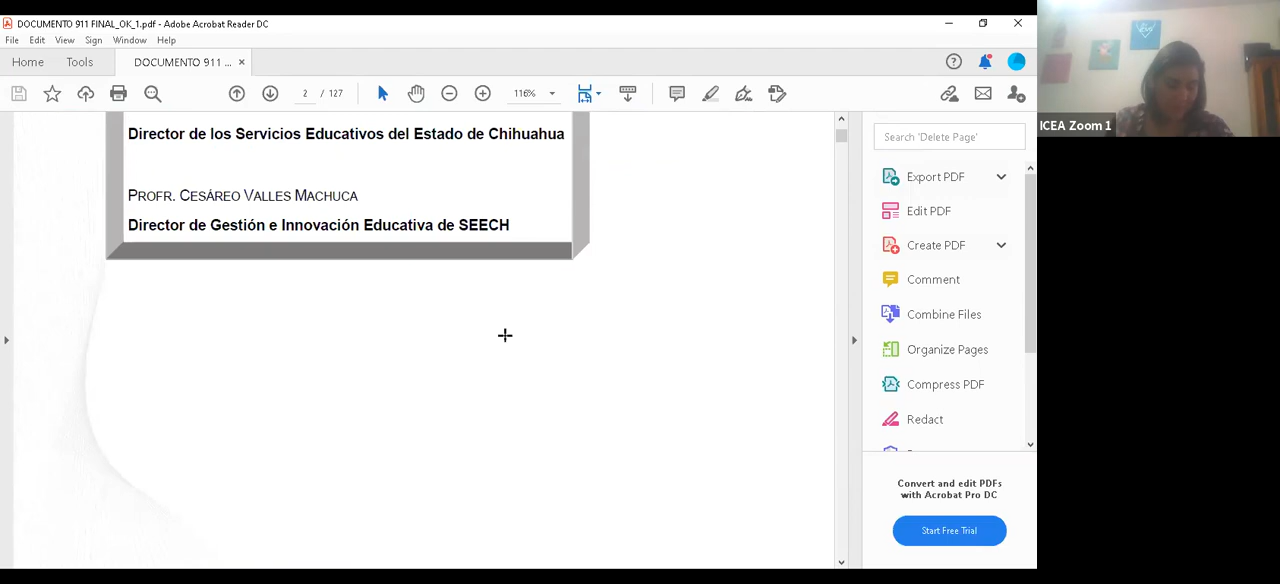 DOCUMENTO 911 FINAL_OK_1.pdf - Adobe Acrobat Reader DC
File Edit View Sign Window Help
Home Tools DOCUMENTO 911 ... ×
2 / 127 116%
Director de los Servicios Educativos del Estado de Chihuahua
PROFR. CESÁREO VALLES MACHUCA
Director de Gestión e Innovación Educativa de SEECH
Search 'Delete Page'
Export PDF
Edit PDF
Create PDF
Comment
Combine Files
Organize Pages
Compress PDF
Redact
Convert and edit PDFs
with Acrobat Pro DC
Start Free Trial
ICEA Zoom 1